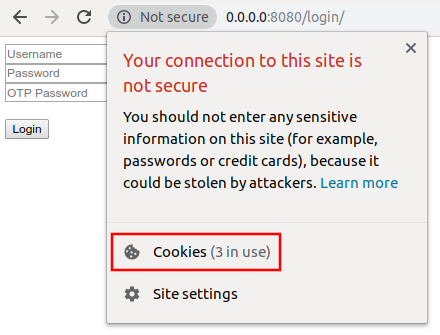 Not secure 0.0.0.0:8080/login/
Username
Password
OTP Password
Login
Your connection to this site is
not secure
You should not enter any sensitive
information on this site (for example,
passwords or credit cards), because it
could be stolen by attackers. Learn more
Cookies (3 in use)
Site settings